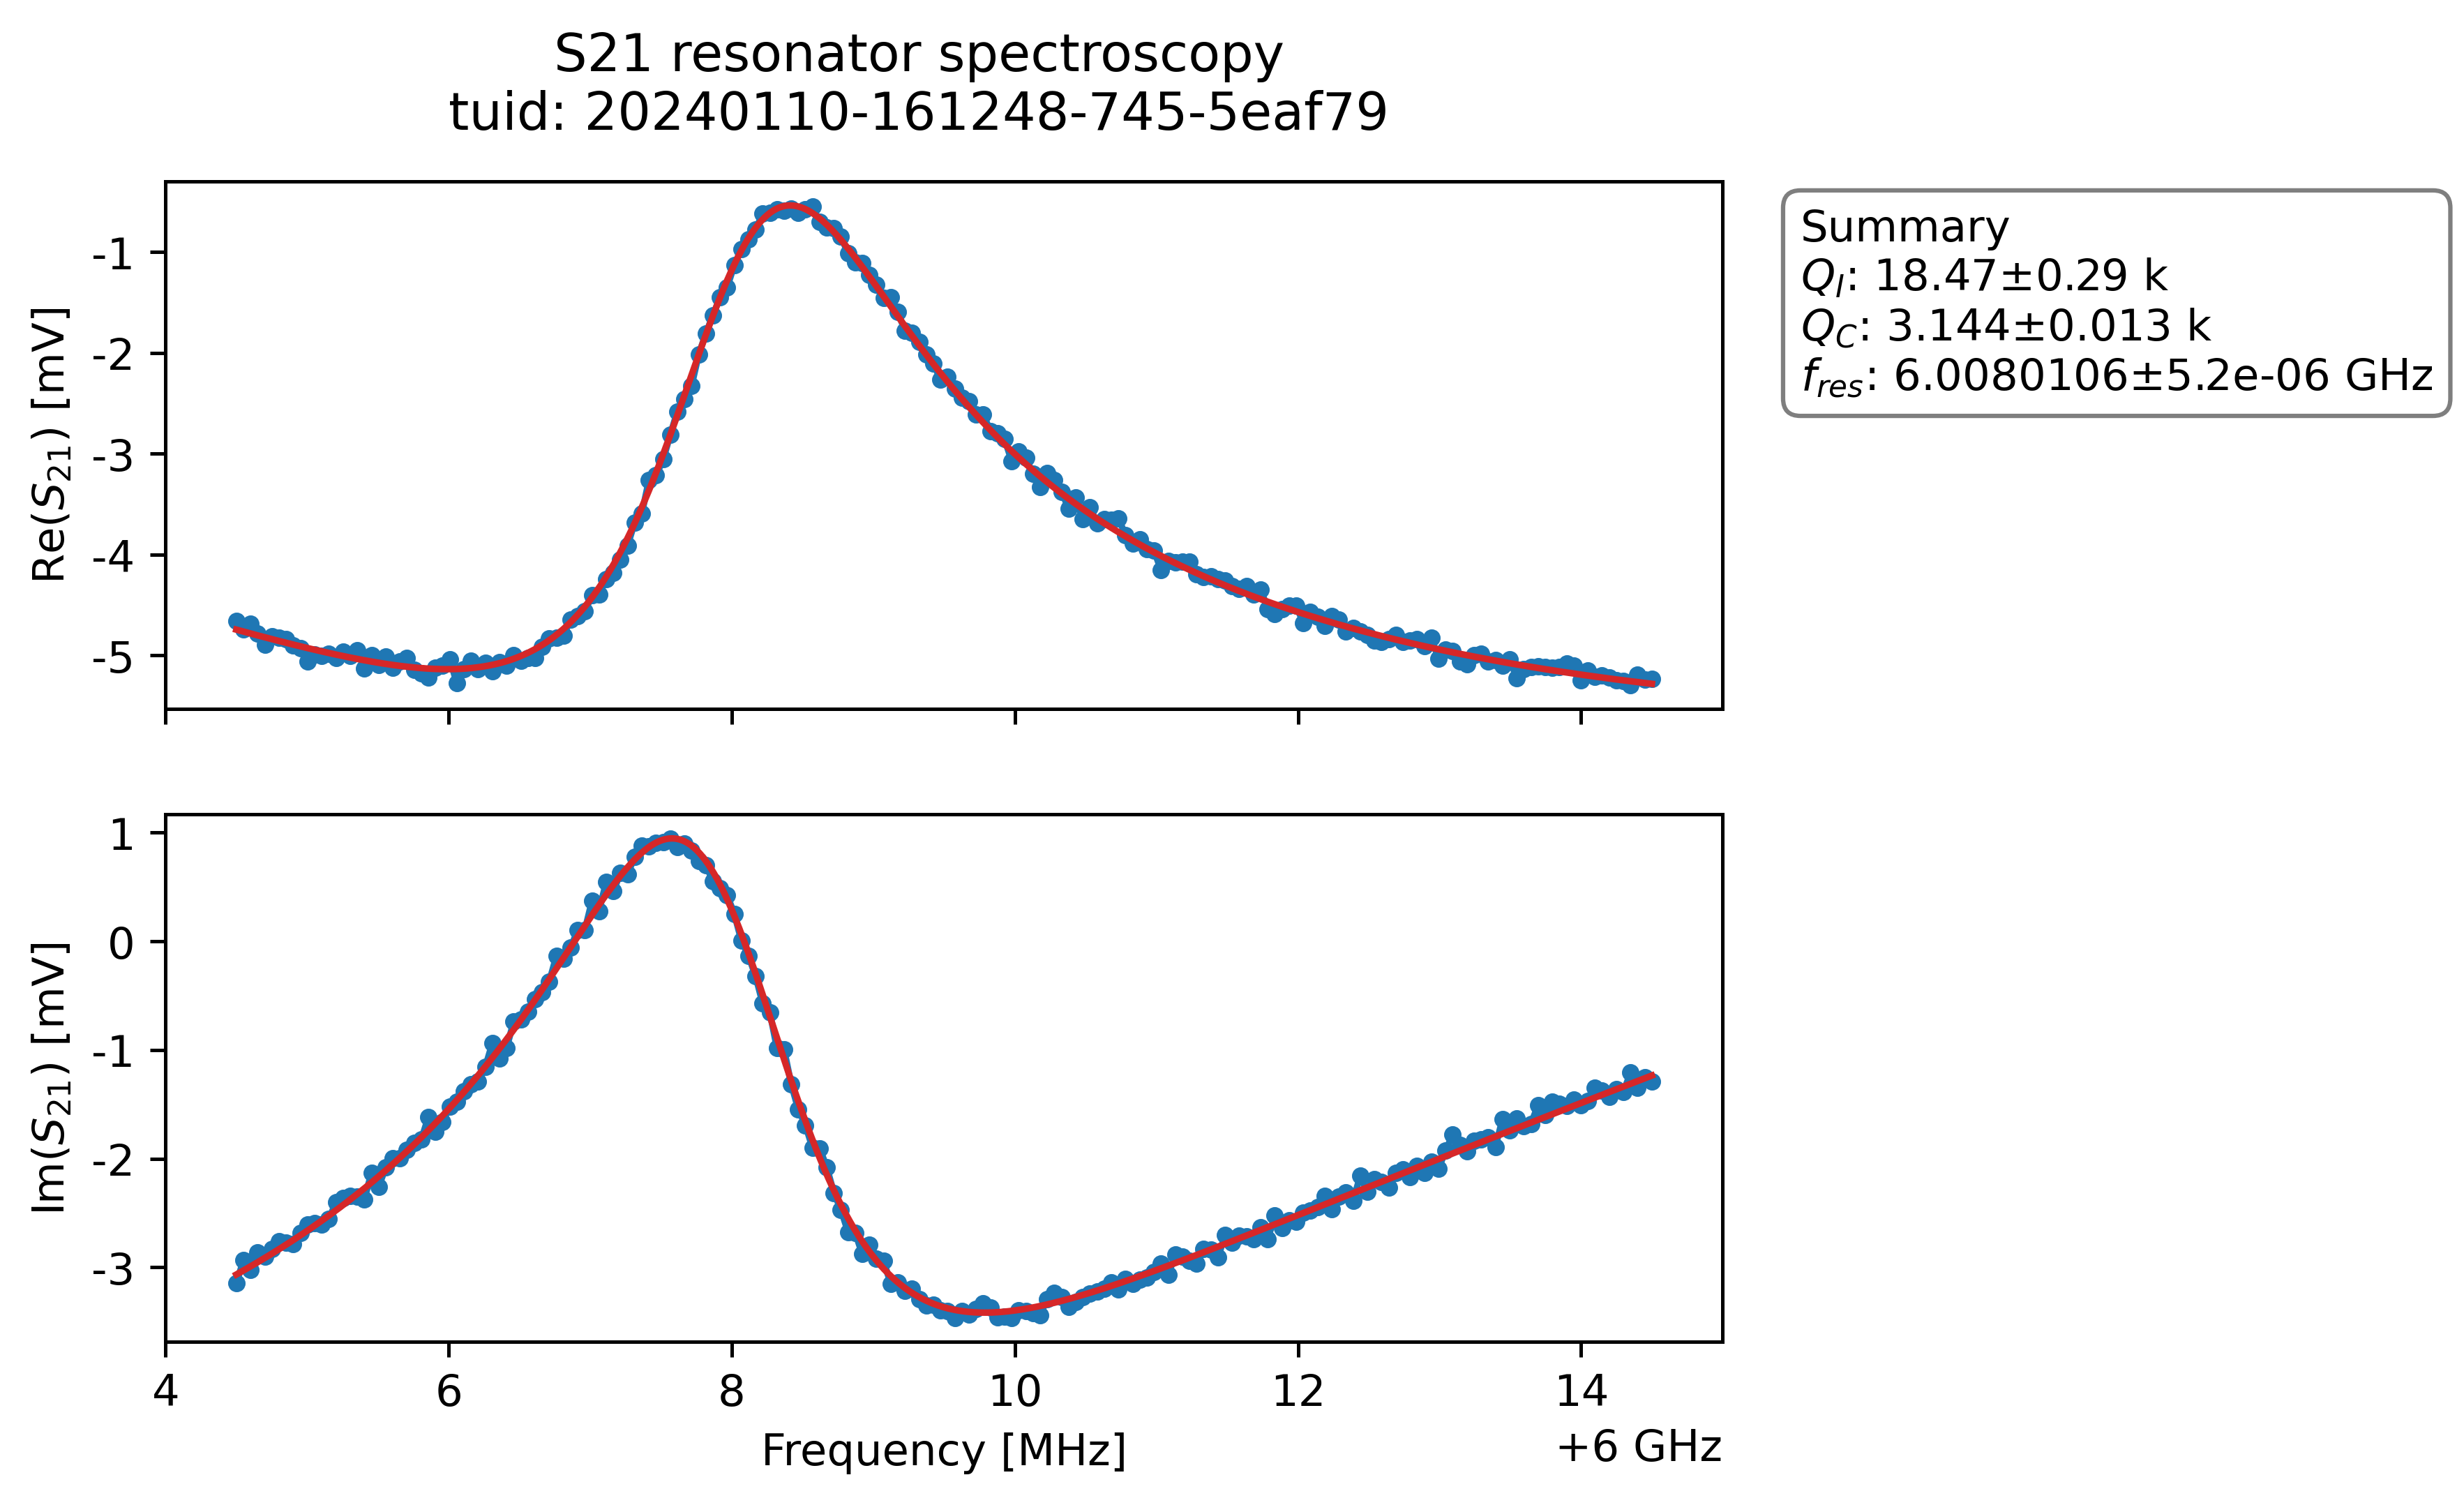 S21 resonator spectroscopy
tuid: 20240110-161248-745-5eaf79
Re(S21) [mV]
-1
-2
-3
-4
-5
Summary
QI: 18.47±0.29 k
QC: 3.144±0.013 k
fres: 6.0080106±5.2e-06 GHz
Im(S21) [mV]
1
0
-1
-2
-3
4 6 8 10 12 14
Frequency [MHz]
+6 GHz